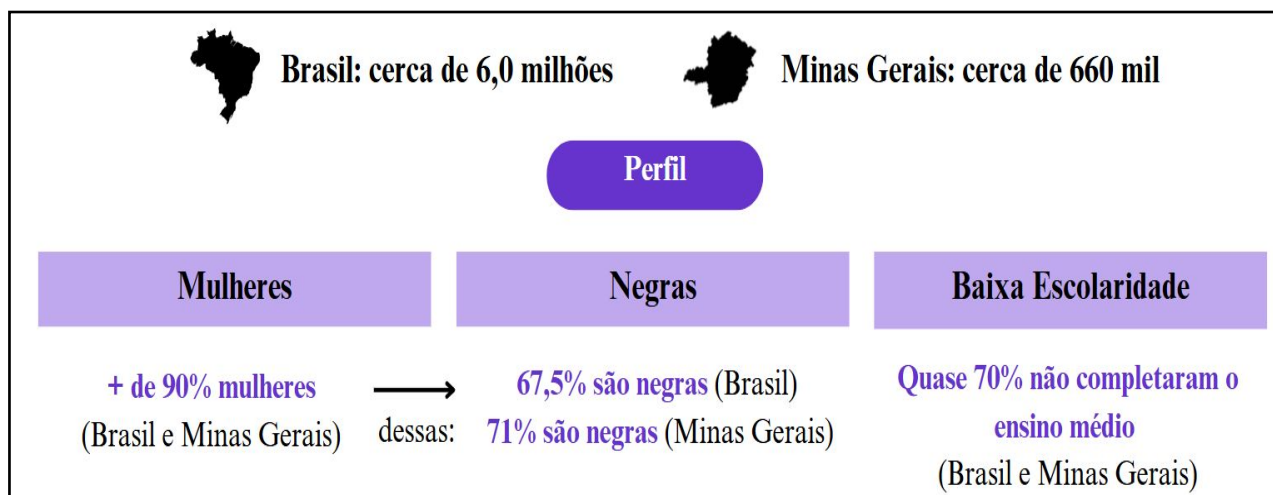 Brasil: cerca de 6,0 milhões
Minas Gerais: cerca de 660 mil
Perfil
Mulheres
Negras
Baixa Escolaridade
+ de 90% mulheres
(Brasil e Minas Gerais)
dessas:
67,5% são negras (Brasil)
71% são negras (Minas Gerais)
Quase 70% não completaram o
ensino médio
(Brasil e Minas Gerais)